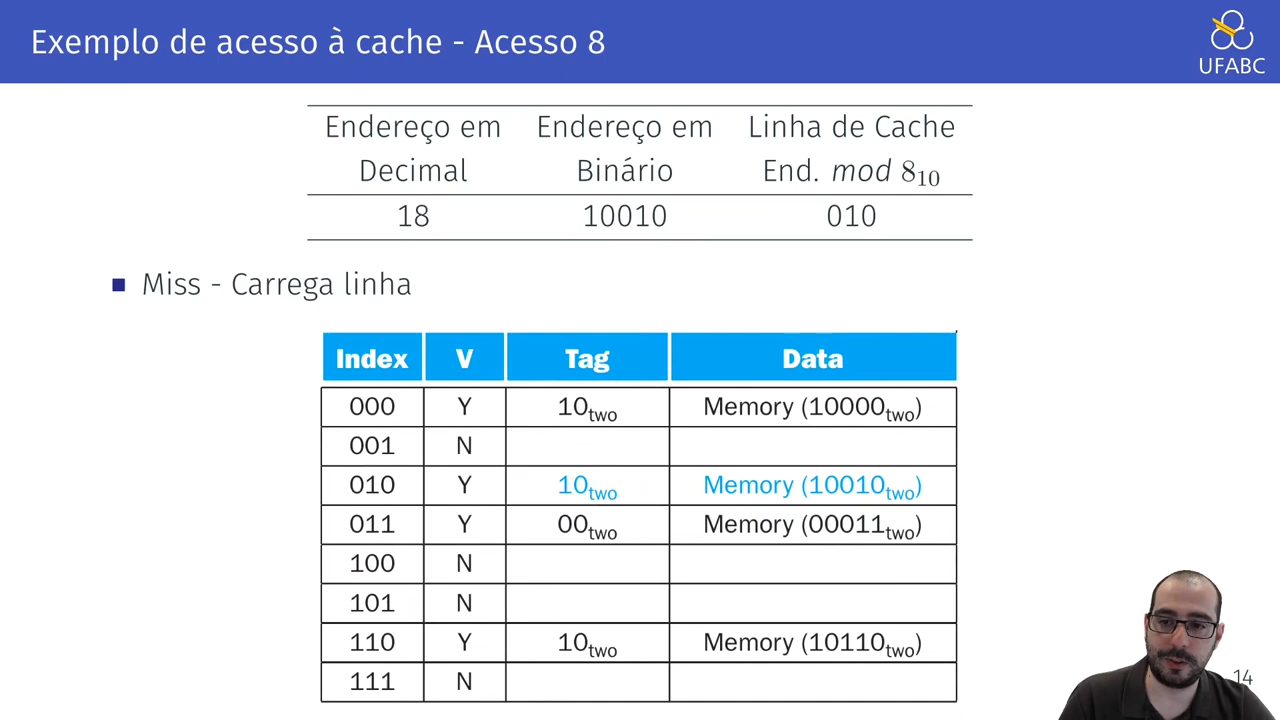 Exemplo de acesso à cache - Acesso 8
UFABC
Endereço em Endereço em Linha de Cache
Decimal Binário End. mod 8₁₀
18 10010 010
Miss - Carrega linha
Index V Tag Data
000 Y 10two Memory (10000two)
001 N
010 Y 10two Memory (10010two)
011 Y 00two Memory (00011two)
100 N
101 N
110 Y 10two Memory (10110two)
111 N
14